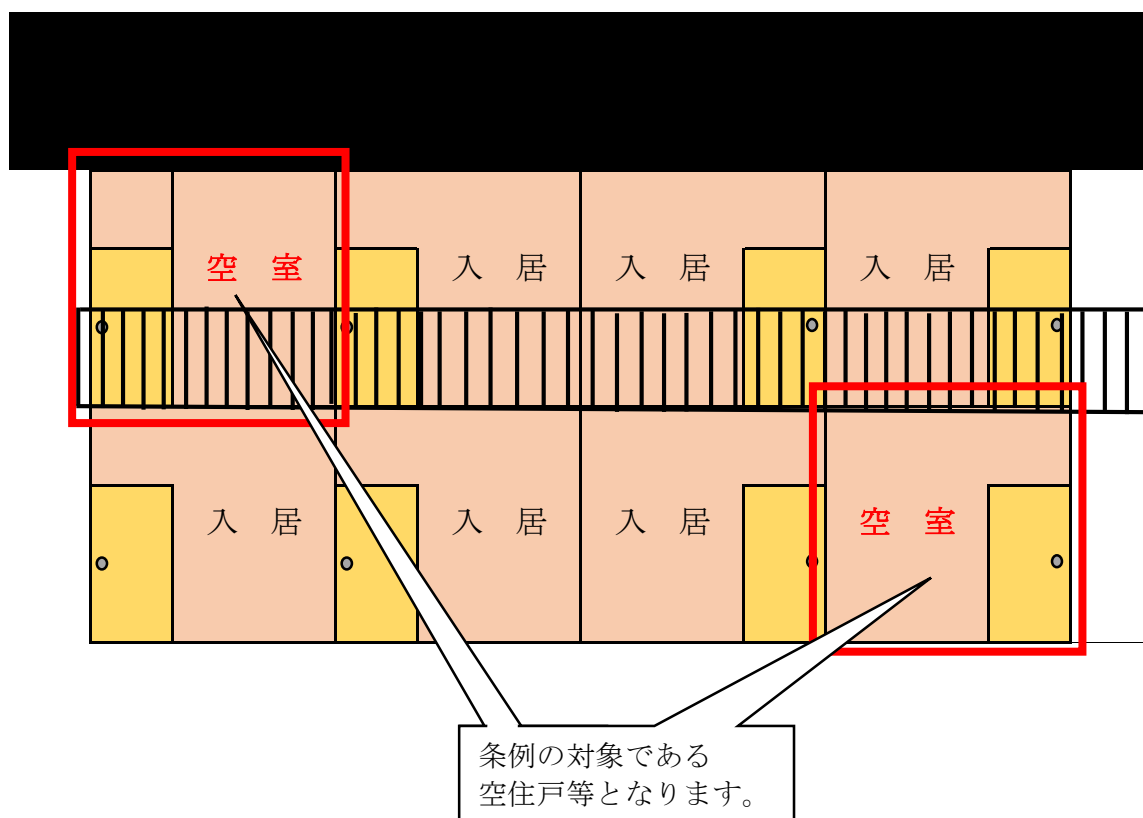 空 室 入 居 入 居 入 居
入 居 入 居 入 居 空 室
条例の対象である
空住戸等となります。